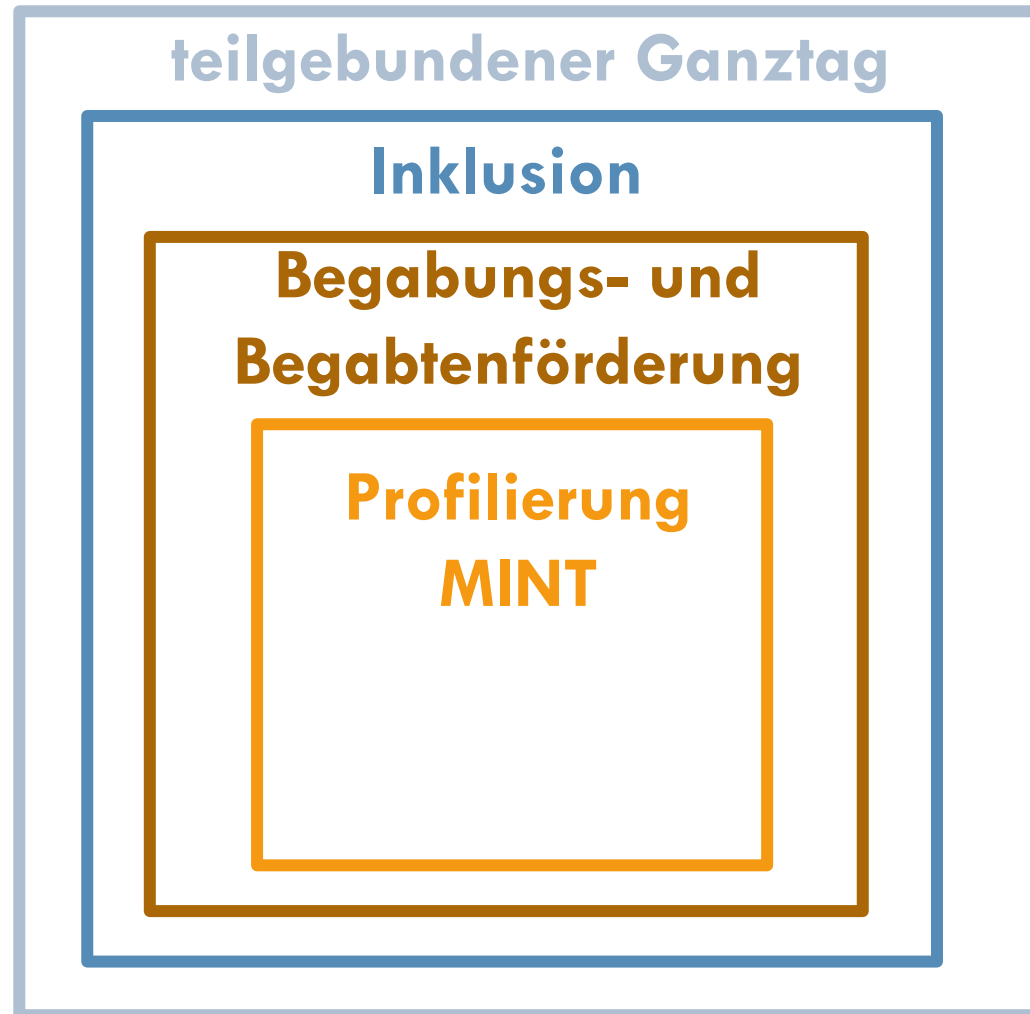 teilgebundener Ganztag
Inklusion
Begabungs- und
Begabtenförderung
Profilierung
MINT